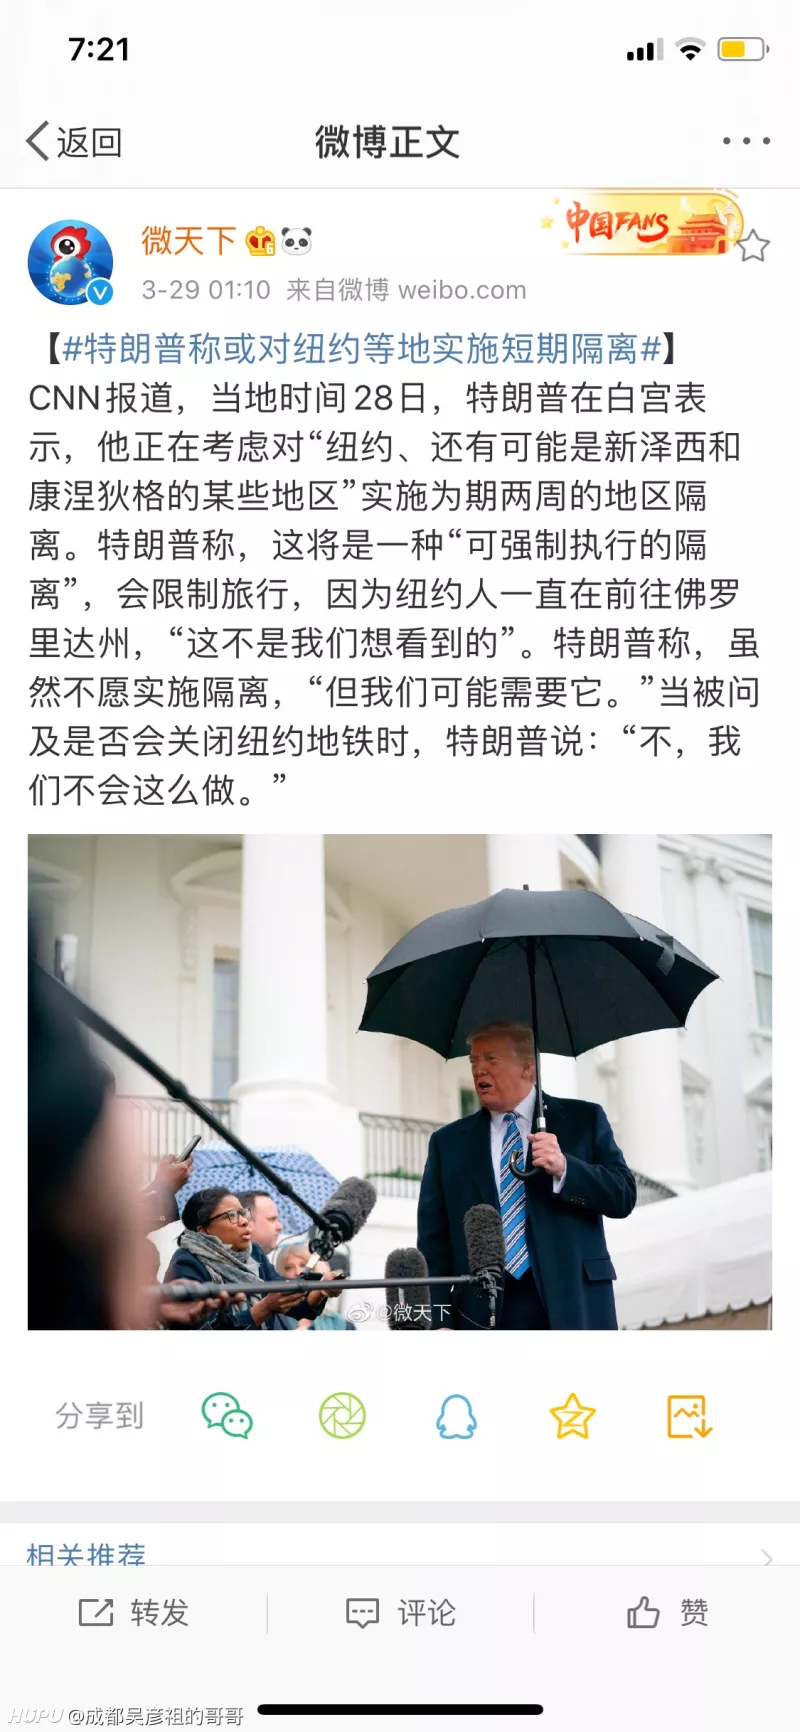 7:21
返回
微博正文
微天下
6
中国FANS
3-29 01:10 来自微博 weibo.com
【#特朗普称或对纽约等地实施短期隔离#】
CNN报道，当地时间28日，特朗普在白宫表
示，他正在考虑对“纽约、还有可能是新泽西和
康涅狄格的某些地区”实施为期两周的地区隔
离。特朗普称，这将是一种“可强制执行的隔
离”，会限制旅行，因为纽约人一直在前往佛罗
里达州，“这不是我们想看到的”。特朗普称，虽
然不愿实施隔离，“但我们可能需要它。”当被问
及是否会关闭纽约地铁时，特朗普说：“不，我
们不会这么做。”
@微天下
分享到
相关推荐
转发
评论
赞
HUPU @成都吴彦祖的哥哥